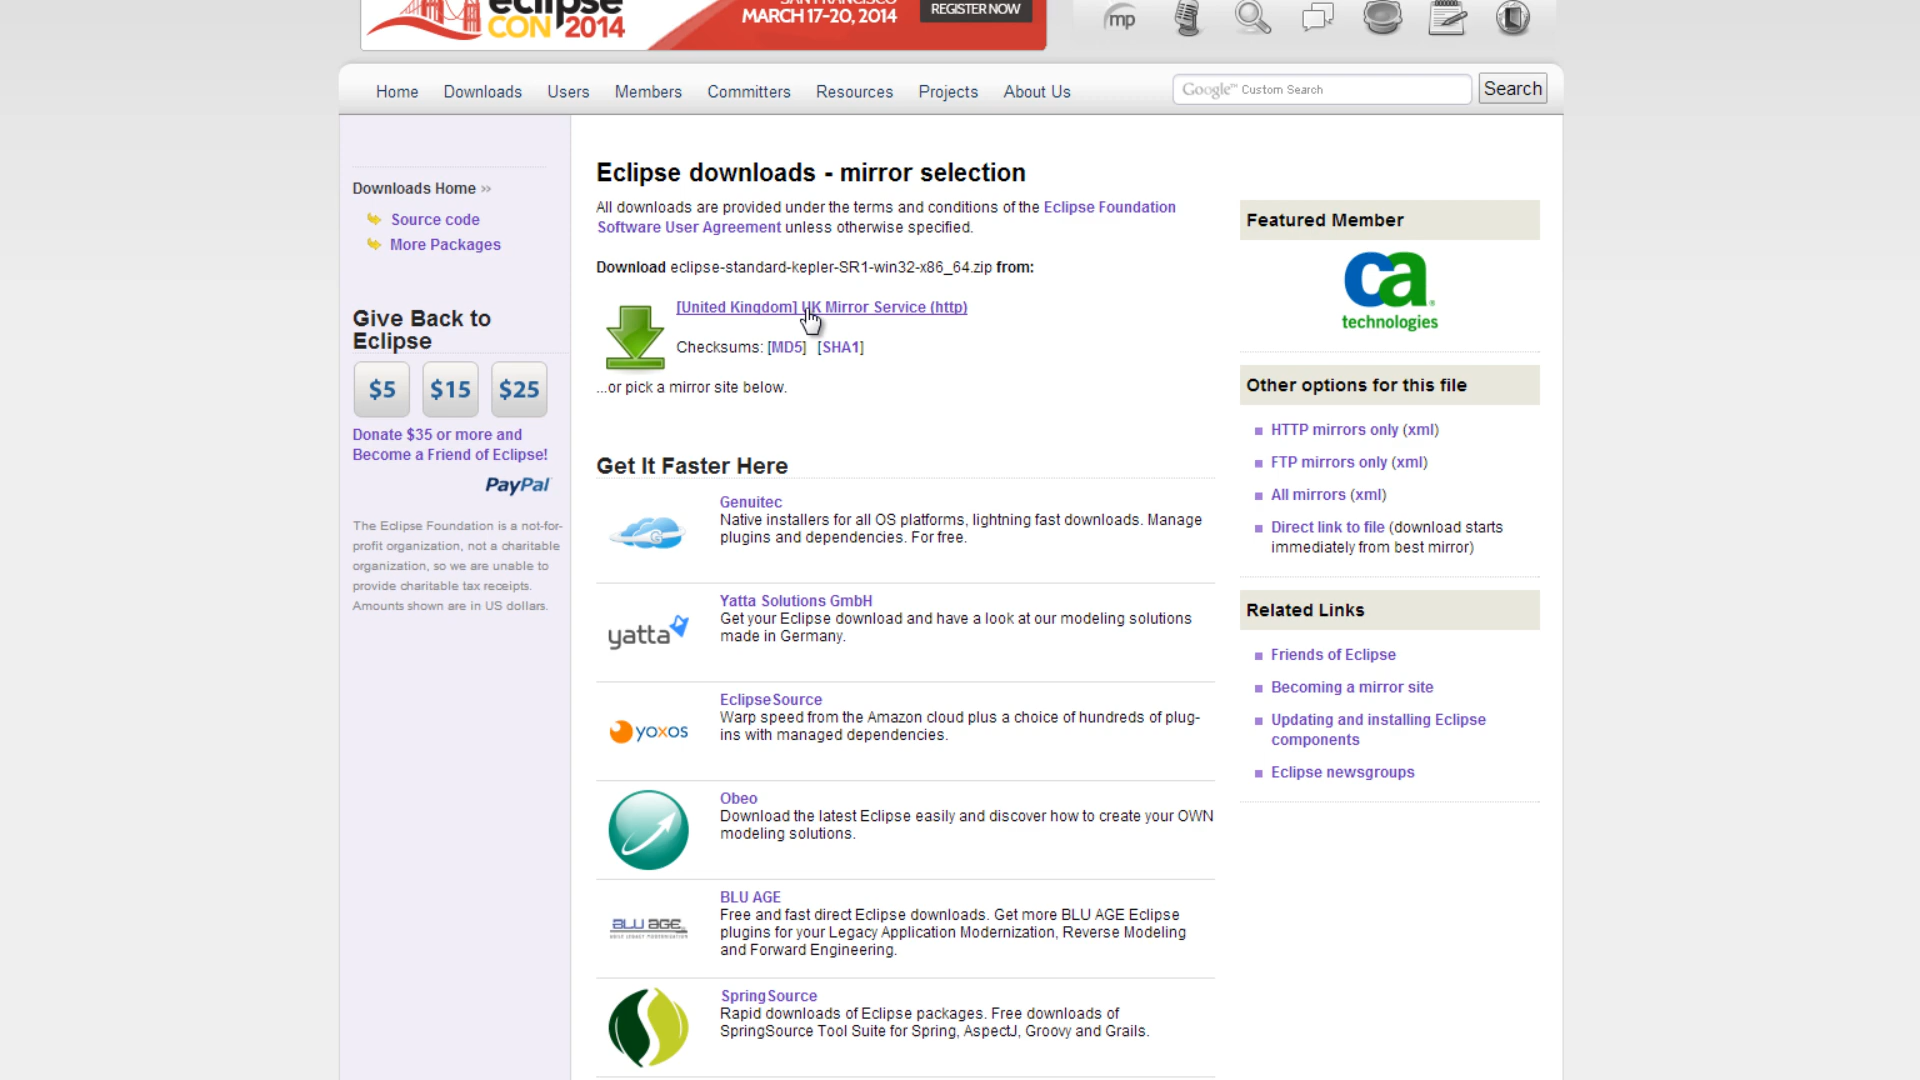 eclipse
CON 2014
SAN FRANCISCO
MARCH 17-20, 2014
REGISTER NOW
mp
Home Downloads Users Members Committers Resources Projects About Us
Google™ Custom Search
Search
Downloads Home »
Source code
More Packages
Give Back to
Eclipse
$5 $15 $25
Donate $35 or more and
Become a Friend of Eclipse!
PayPal
The Eclipse Foundation is a not-for-
profit organization, not a charitable
organization, so we are unable to
provide charitable tax receipts.
Amounts shown are in US dollars.
Eclipse downloads - mirror selection
All downloads are provided under the terms and conditions of the Eclipse Foundation
Software User Agreement unless otherwise specified.
Download eclipse-standard-kepler-SR1-win32-x86_64.zip from:
[United Kingdom] UK Mirror Service (http)
Checksums: [MD5] [SHA1]
...or pick a mirror site below.
Get It Faster Here
Genuitec
Native installers for all OS platforms, lightning fast downloads. Manage
plugins and dependencies. For free.
yatta
Yatta Solutions GmbH
Get your Eclipse download and have a look at our modeling solutions
made in Germany.
yoxos
EclipseSource
Warp speed from the Amazon cloud plus a choice of hundreds of plug-
ins with managed dependencies.
Obeo
Download the latest Eclipse easily and discover how to create your OWN
modeling solutions.
BLU AGE
BLU AGE
Free and fast direct Eclipse downloads. Get more BLU AGE Eclipse
plugins for your Legacy Application Modernization, Reverse Modeling
and Forward Engineering.
SpringSource
Rapid downloads of Eclipse packages. Free downloads of
SpringSource Tool Suite for Spring, AspectJ, Groovy and Grails.
Featured Member
ca
technologies
Other options for this file
HTTP mirrors only (xml)
FTP mirrors only (xml)
All mirrors (xml)
Direct link to file (download starts
immediately from best mirror)
Related Links
Friends of Eclipse
Becoming a mirror site
Updating and installing Eclipse
components
Eclipse newsgroups